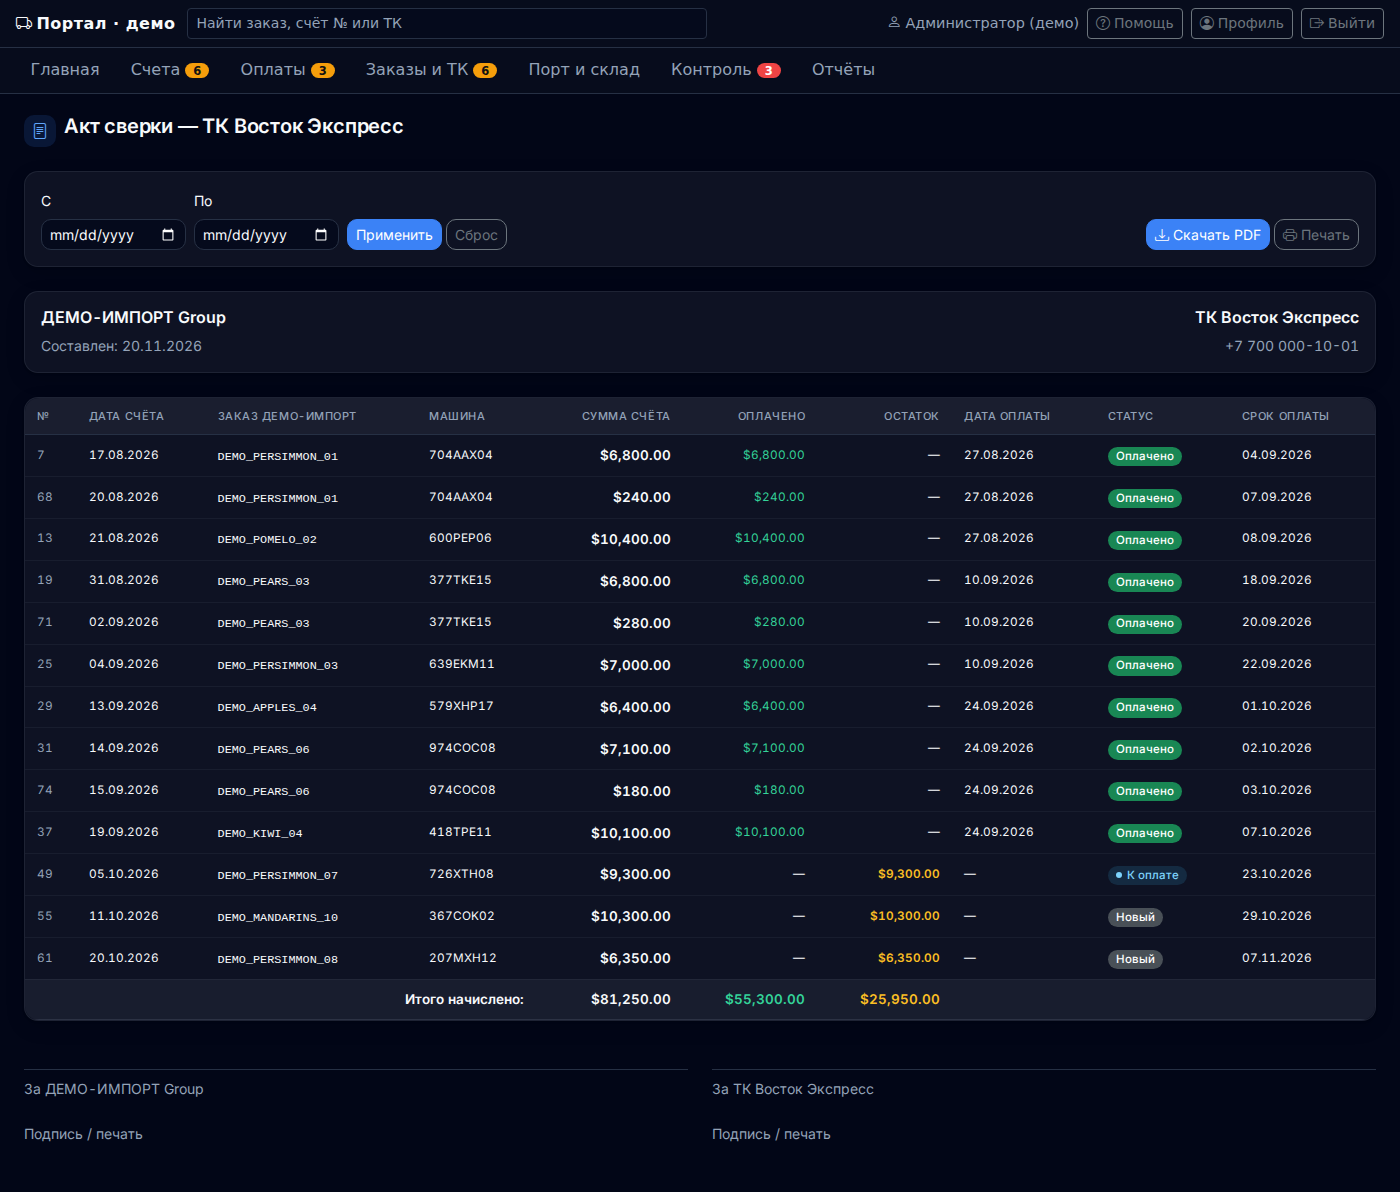 Портал · демо
Найти заказ, счёт № или ТК
Администратор (демо)
Помощь
Профиль
Выйти
Главная
Счета 6
Оплаты 3
Заказы и ТК 6
Порт и склад
Контроль 3
Отчёты
Акт сверки — ТК Восток Экспресс
С
По
mm/dd/yyyy
mm/dd/yyyy
Применить
Сброс
Скачать PDF
Печать
ДЕМО-ИМПОРТ Group
ТК Восток Экспресс
Составлен: 20.11.2026
+7 700 000-10-01
№ ДАТА СЧЁТА ЗАКАЗ ДЕМО-ИМПОРТ МАШИНА СУММА СЧЁТА ОПЛАЧЕНО ОСТАТОК ДАТА ОПЛАТЫ СТАТУС СРОК ОПЛАТЫ
7 17.08.2026 DEMO_PERSIMMON_01 704AAX04 $6,800.00 $6,800.00 — 27.08.2026 Оплачено 04.09.2026
68 20.08.2026 DEMO_PERSIMMON_01 704AAX04 $240.00 $240.00 — 27.08.2026 Оплачено 07.09.2026
13 21.08.2026 DEMO_POMELO_02 600PEP06 $10,400.00 $10,400.00 — 27.08.2026 Оплачено 08.09.2026
19 31.08.2026 DEMO_PEARS_03 377TKE15 $6,800.00 $6,800.00 — 10.09.2026 Оплачено 18.09.2026
71 02.09.2026 DEMO_PEARS_03 377TKE15 $280.00 $280.00 — 10.09.2026 Оплачено 20.09.2026
25 04.09.2026 DEMO_PERSIMMON_03 639EKM11 $7,000.00 $7,000.00 — 10.09.2026 Оплачено 22.09.2026
29 13.09.2026 DEMO_APPLES_04 579XHP17 $6,400.00 $6,400.00 — 24.09.2026 Оплачено 01.10.2026
31 14.09.2026 DEMO_PEARS_06 974COC08 $7,100.00 $7,100.00 — 24.09.2026 Оплачено 02.10.2026
74 15.09.2026 DEMO_PEARS_06 974COC08 $180.00 $180.00 — 24.09.2026 Оплачено 03.10.2026
37 19.09.2026 DEMO_KIWI_04 418TPE11 $10,100.00 $10,100.00 — 24.09.2026 Оплачено 07.10.2026
49 05.10.2026 DEMO_PERSIMMON_07 726XTH08 $9,300.00 — $9,300.00 — К оплате 23.10.2026
55 11.10.2026 DEMO_MANDARINS_10 367COK02 $10,300.00 — $10,300.00 — Новый 29.10.2026
61 20.10.2026 DEMO_PERSIMMON_08 207MXH12 $6,350.00 — $6,350.00 — Новый 07.11.2026
Итого начислено: $81,250.00 $55,300.00 $25,950.00
За ДЕМО-ИМПОРТ Group
За ТК Восток Экспресс
Подпись / печать
Подпись / печать